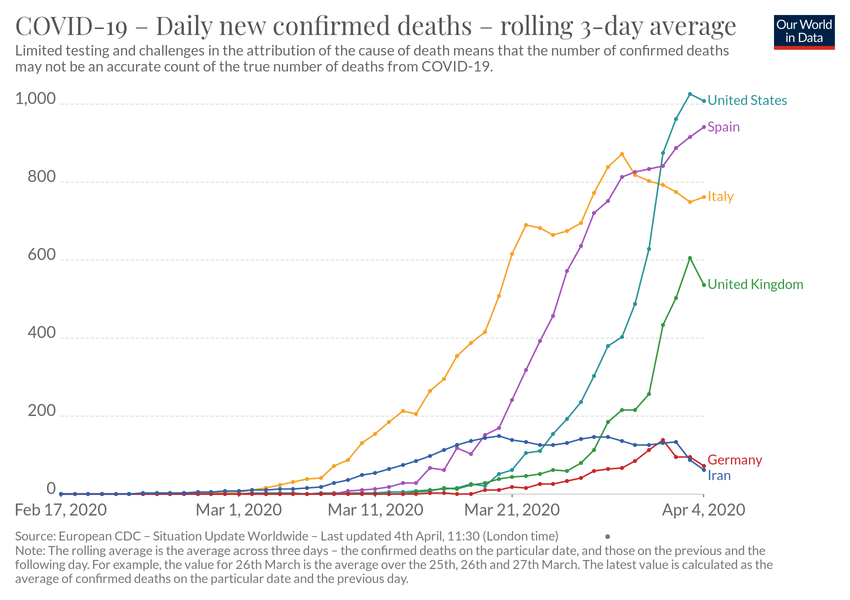 COVID-19 – Daily new confirmed deaths – rolling 3-day average
Our World
in Data
Limited testing and challenges in the attribution of the cause of death means that the number of confirmed deaths
may not be an accurate count of the true number of deaths from COVID-19.
1,000
United States
Spain
800
Italy
600
United Kingdom
400
200
Germany
Iran
0
Feb 17, 2020
Mar 1, 2020
Mar 11, 2020
Mar 21, 2020
Apr 4, 2020
Source: European CDC – Situation Update Worldwide – Last updated 4th April, 11:30 (London time)
Note: The rolling average is the average across three days – the confirmed deaths on the particular date, and those on the previous and the
following day. For example, the value for 26th March is the average over the 25th, 26th and 27th March. The latest value is calculated as the
average of confirmed deaths on the particular date and the previous day.